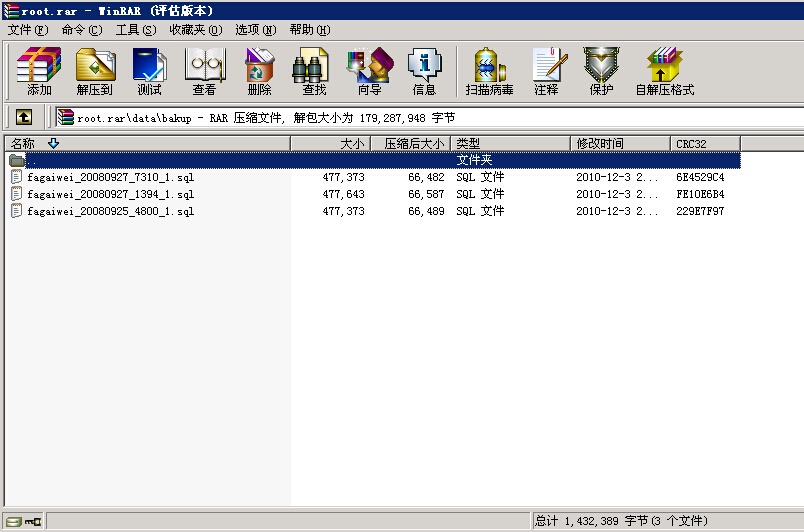 root.rar - WinRAR (评估版本)
文件(F) 命令(C) 工具(S) 收藏夹(O) 选项(N) 帮助(H)
添加 解压到 测试 查看 删除 查找 向导 信息 扫描病毒 注释 保护 自解压格式
root.rar\data\bakup - RAR 压缩文件, 解包大小为 179,287,948 字节
名称 大小 压缩后大小 类型 修改时间 CRC32
.. 文件夹
fagaiwei_20080927_7310_1.sql 477,373 66,482 SQL 文件 2010-12-3 2... 6E4529C4
fagaiwei_20080927_1394_1.sql 477,643 66,587 SQL 文件 2010-12-3 2... FE10E6B4
fagaiwei_20080925_4800_1.sql 477,373 66,489 SQL 文件 2010-12-3 2... 229E7F97
总计 1,432,389 字节(3 个文件)